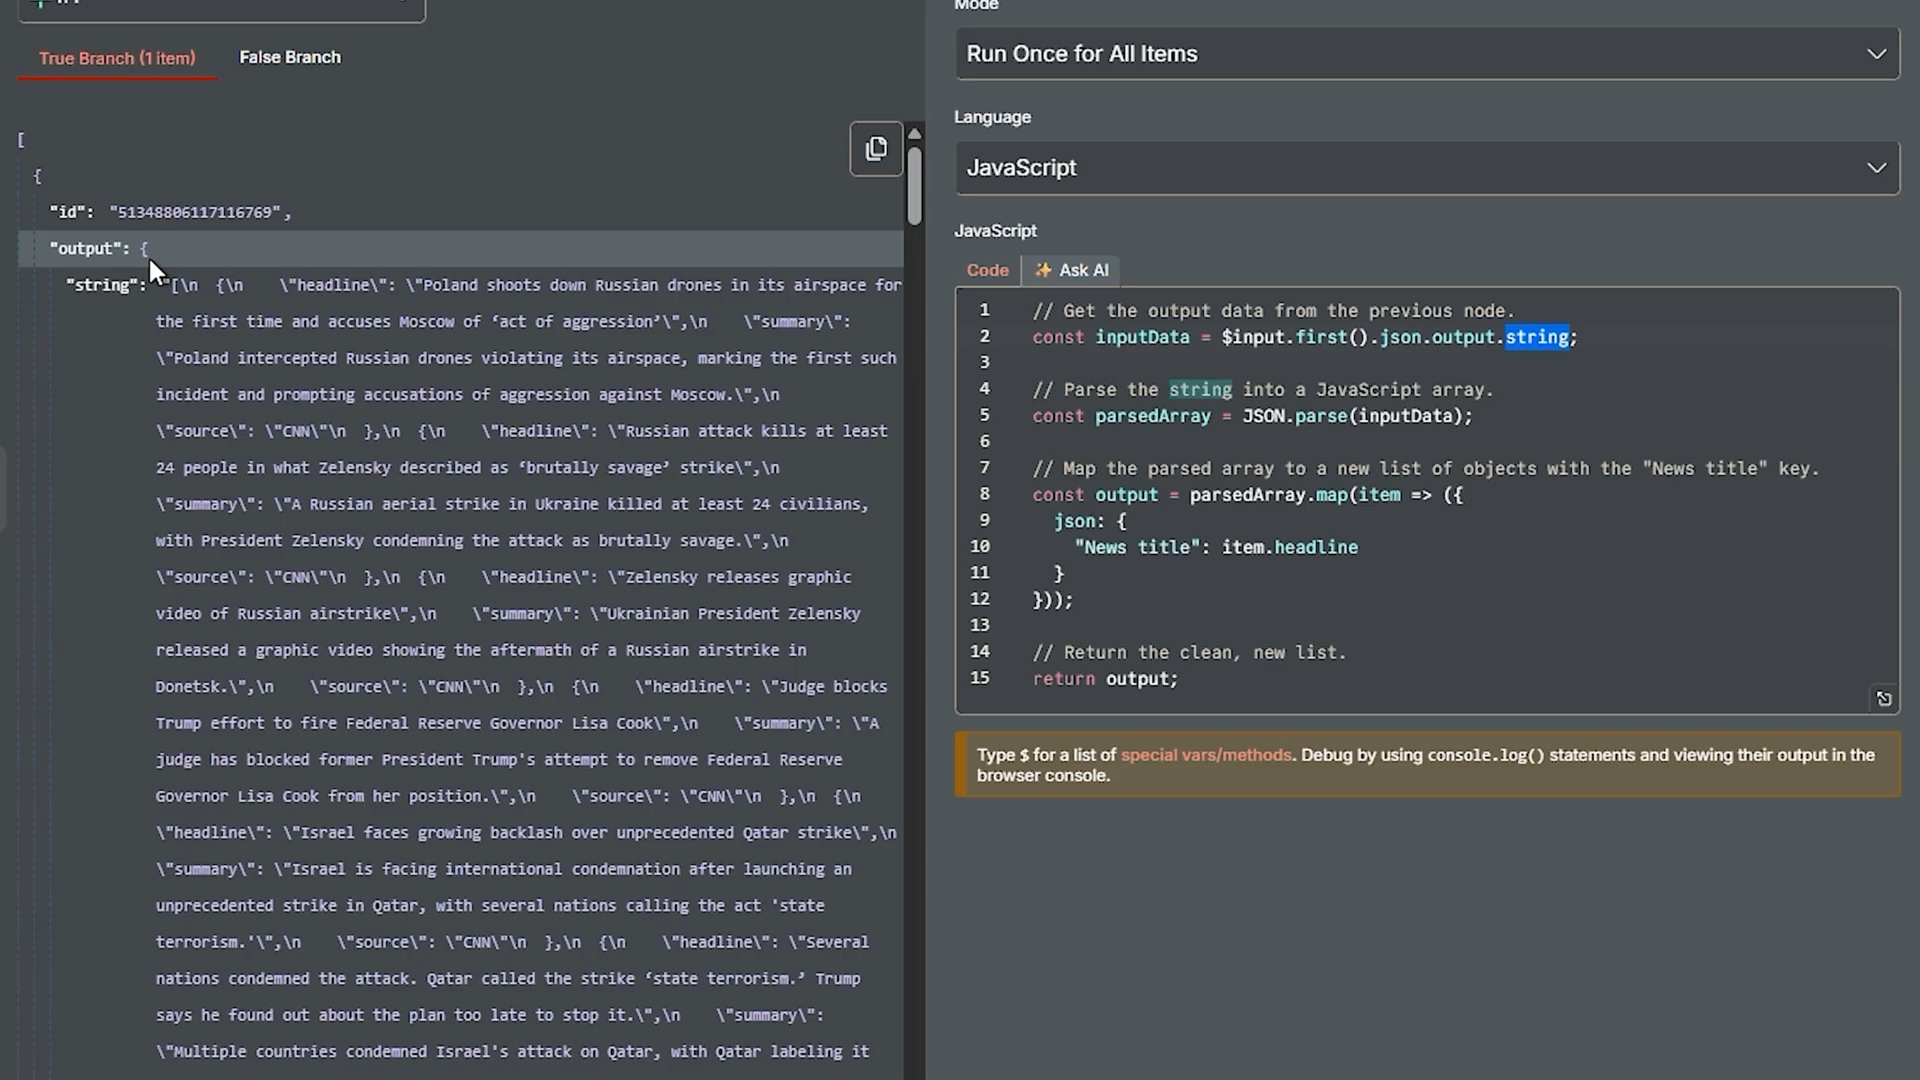 True Branch (1 item)
False Branch
[
{
"id": "51348806117116769",
"output": {
"string": "[\n  {\n    \"headline\": \"Poland shoots down Russian drones in its airspace for
the first time and accuses Moscow of ‘act of aggression’\",\n    \"summary\":
\"Poland intercepted Russian drones violating its airspace, marking the first such
incident and prompting accusations of aggression against Moscow.\",\n
\"source\": \"CNN\"\n  },\n  {\n    \"headline\": \"Russian attack kills at least
24 people in what Zelensky described as ‘brutally savage’ strike\",\n
\"summary\": \"A Russian aerial strike in Ukraine killed at least 24 civilians,
with President Zelensky condemning the attack as brutally savage.\",\n
\"source\": \"CNN\"\n  },\n  {\n    \"headline\": \"Zelensky releases graphic
video of Russian airstrike\",\n    \"summary\": \"Ukrainian President Zelensky
released a graphic video showing the aftermath of a Russian airstrike in
Donetsk.\",\n    \"source\": \"CNN\"\n  },\n  {\n    \"headline\": \"Judge blocks
Trump effort to fire Federal Reserve Governor Lisa Cook\",\n    \"summary\": \"A
judge has blocked former President Trump's attempt to remove Federal Reserve
Governor Lisa Cook from her position.\",\n    \"source\": \"CNN\"\n  },\n  {\n
\"headline\": \"Israel faces growing backlash over unprecedented Qatar strike\",\n
\"summary\": \"Israel is facing international condemnation after launching an
unprecedented strike in Qatar, with several nations calling the act 'state
terrorism.'\",\n    \"source\": \"CNN\"\n  },\n  {\n    \"headline\": \"Several
nations condemned the attack. Qatar called the strike ‘state terrorism.’ Trump
says he found out about the plan too late to stop it.\",\n    \"summary\":
\"Multiple countries condemned Israel's attack on Qatar, with Qatar labeling it
Mode
Run Once for All Items
Language
JavaScript
JavaScript
Code
Ask AI
1 // Get the output data from the previous node.
2 const inputData = $input.first().json.output.string;
3
4 // Parse the string into a JavaScript array.
5 const parsedArray = JSON.parse(inputData);
6
7 // Map the parsed array to a new list of objects with the "News title" key.
8 const output = parsedArray.map(item => ({
9   json: {
10     "News title": item.headline
11   }
12 }));
13
14 // Return the clean, new list.
15 return output;
Type $ for a list of special vars/methods. Debug by using console.log() statements and viewing their output in the
browser console.